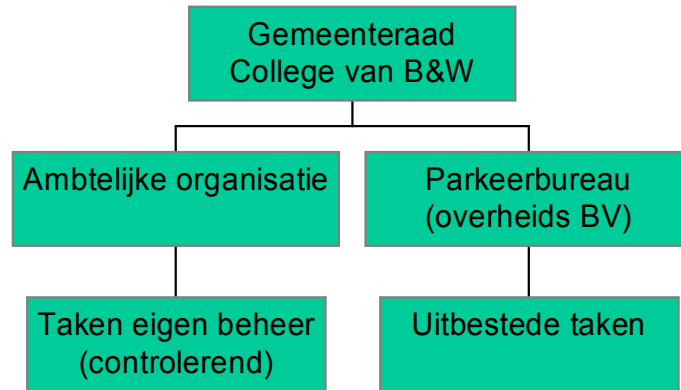 Gemeenteraad
College van B&W
Ambtelijke organisatie
Parkeerbureau
(overheids BV)
Taken eigen beheer
(controlerend)
Uitbestede taken